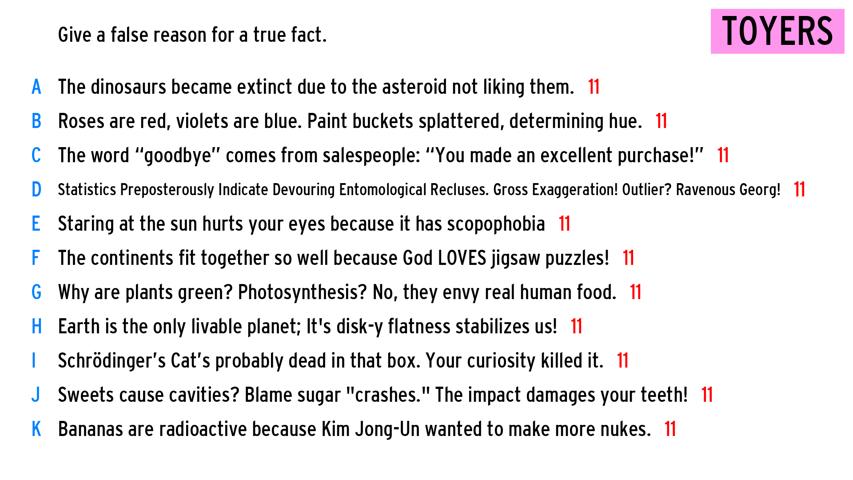 Give a false reason for a true fact.
TOYERS
A The dinosaurs became extinct due to the asteroid not liking them. 11
B Roses are red, violets are blue. Paint buckets splattered, determining hue. 11
C The word “goodbye” comes from salespeople: “You made an excellent purchase!” 11
D Statistics Preposterously Indicate Devouring Entomological Recluses. Gross Exaggeration! Outlier? Ravenous Georg! 11
E Staring at the sun hurts your eyes because it has scopophobia 11
F The continents fit together so well because God LOVES jigsaw puzzles! 11
G Why are plants green? Photosynthesis? No, they envy real human food. 11
H Earth is the only livable planet; It's disk-y flatness stabilizes us! 11
I Schrödinger’s Cat’s probably dead in that box. Your curiosity killed it. 11
J Sweets cause cavities? Blame sugar "crashes." The impact damages your teeth! 11
K Bananas are radioactive because Kim Jong-Un wanted to make more nukes. 11